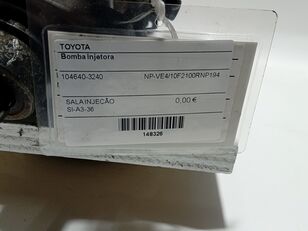 TOYOTA
Bomba Injetora
104640-3240 NP-VE4/10F2100RNP194
SALA INJEÇÃO 0,00 €
SI-A3-36
148326